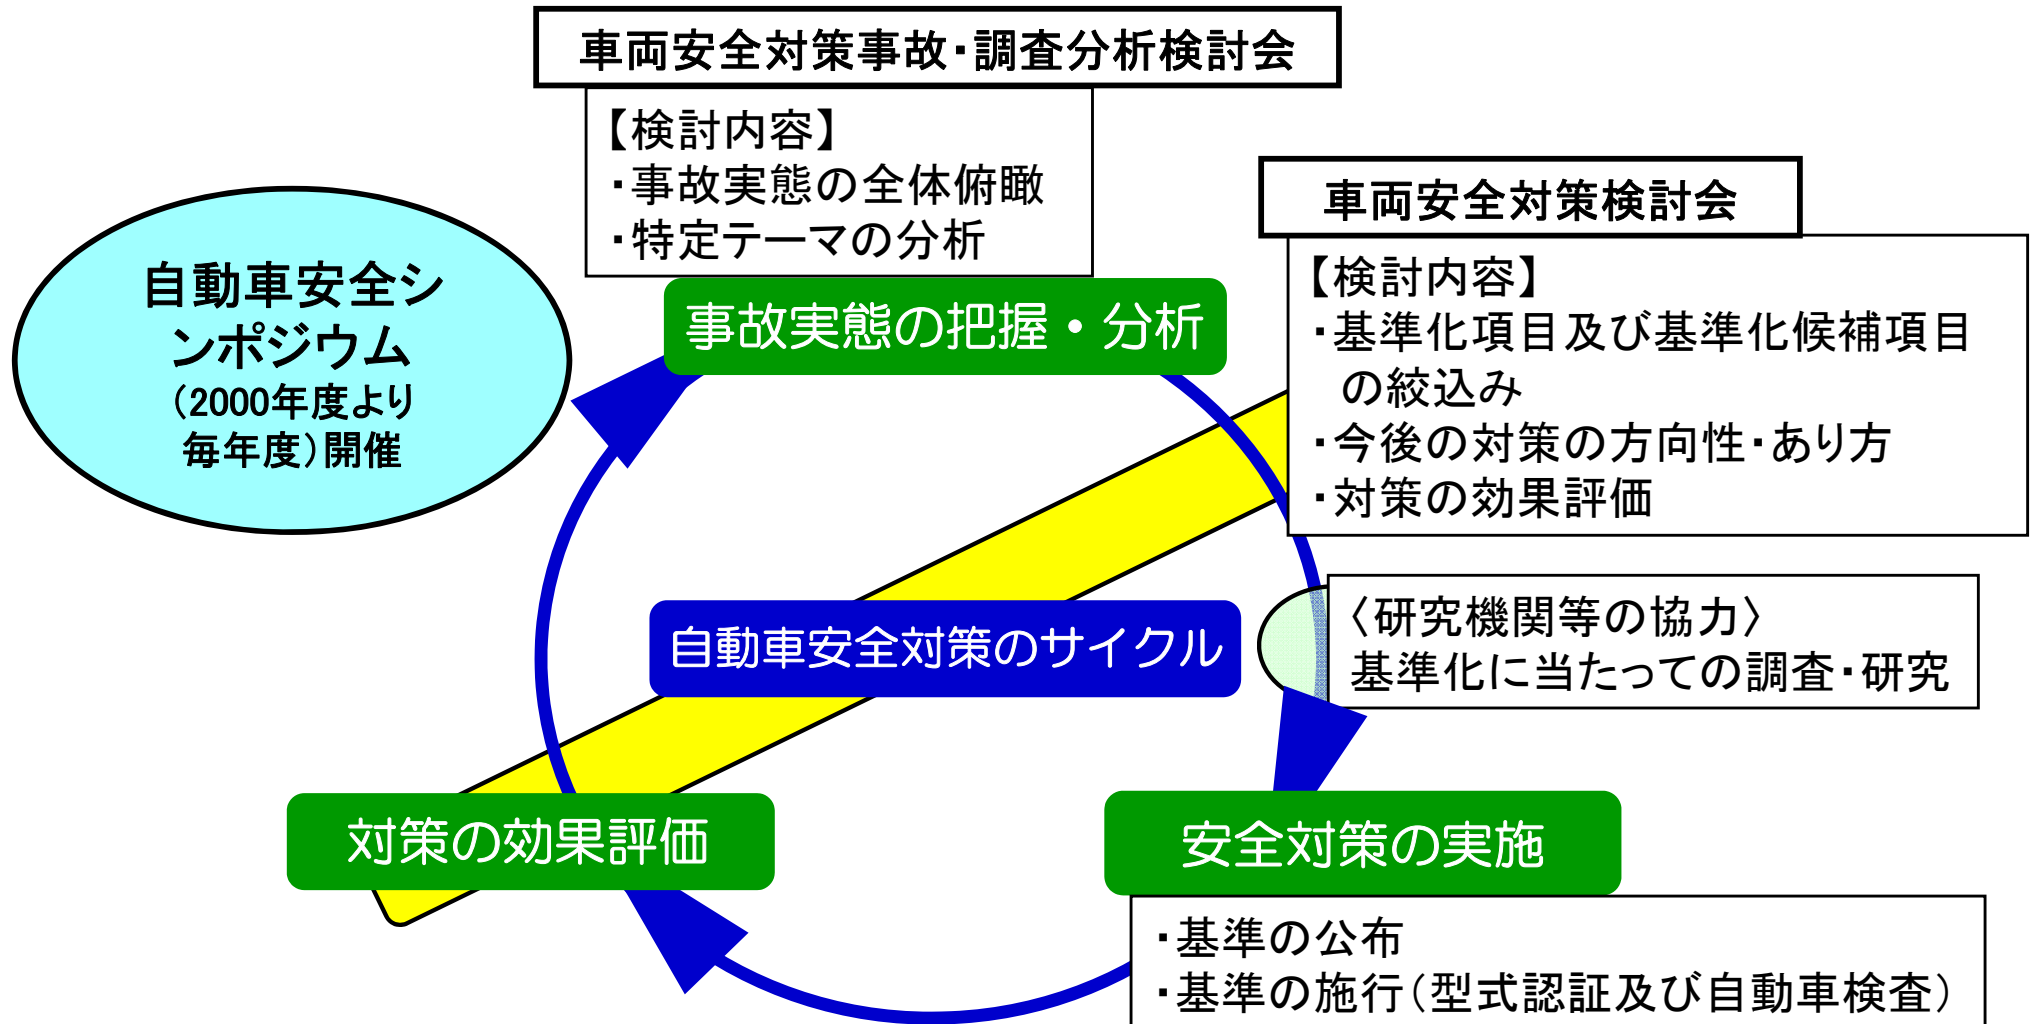 車両安全対策事故・調査分析検討会
【検討内容】
・事故実態の全体俯瞰
・特定テーマの分析
車両安全対策検討会
【検討内容】
・基準化項目及び基準化候補項目
の絞込み
・今後の対策の方向性・あり方
・対策の効果評価
自動車安全シ
ンポジウム
（2000年度より
毎年度）開催
事故実態の把握・分析
〈研究機関等の協力〉
基準化に当たっての調査・研究
自動車安全対策のサイクル
対策の効果評価
安全対策の実施
・基準の公布
・基準の施行（型式認証及び自動車検査）